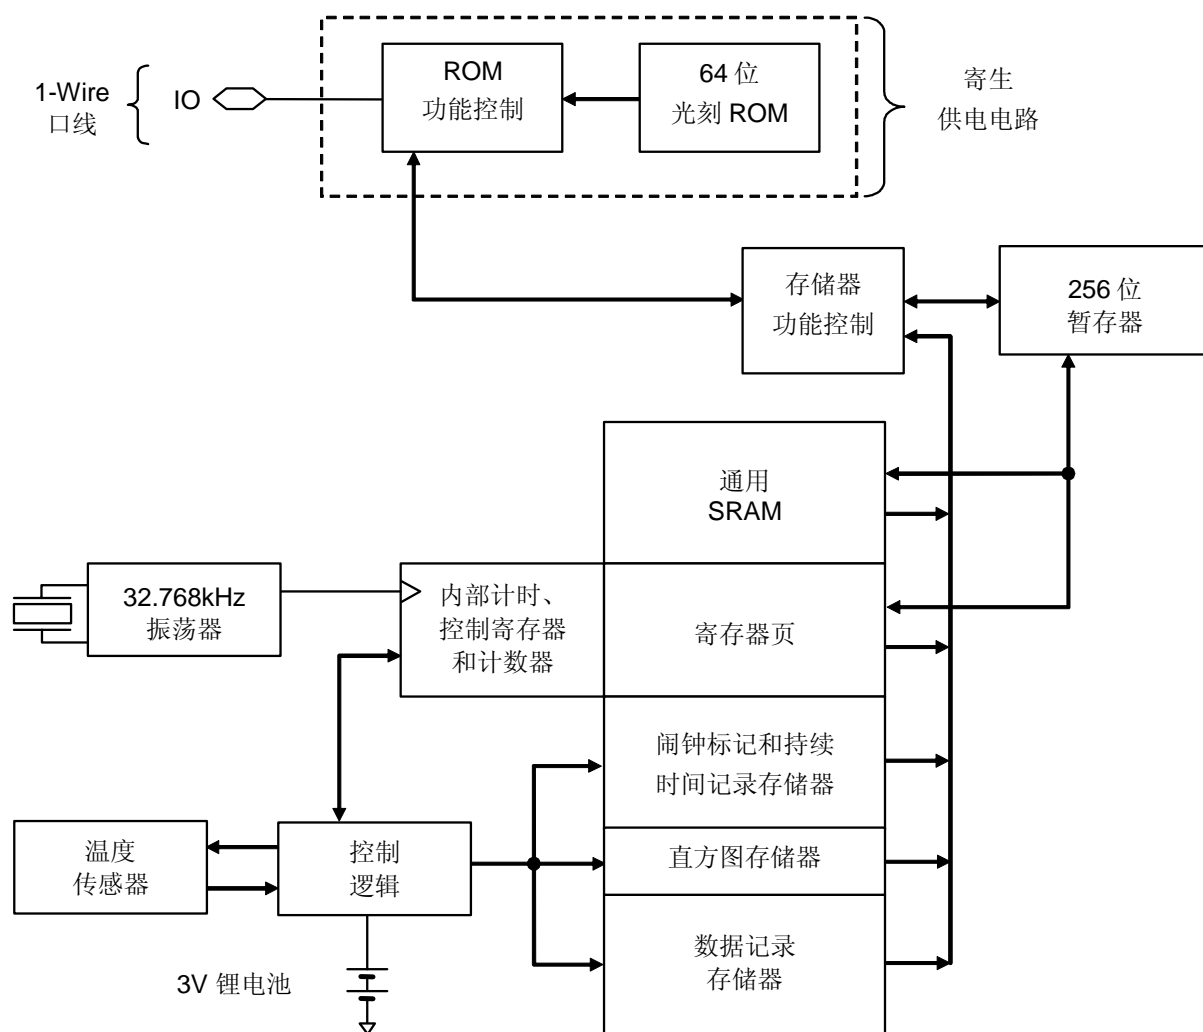 1-Wire
口线
IO
ROM
功能控制
64 位
光刻 ROM
寄生
供电电路
存储器
功能控制
256 位
暂存器
通用
SRAM
32.768kHz
振荡器
内部计时、
控制寄存器
和计数器
寄存器页
闹钟标记和持续
时间记录存储器
温度
传感器
控制
逻辑
直方图存储器
数据记录
存储器
3V 锂电池